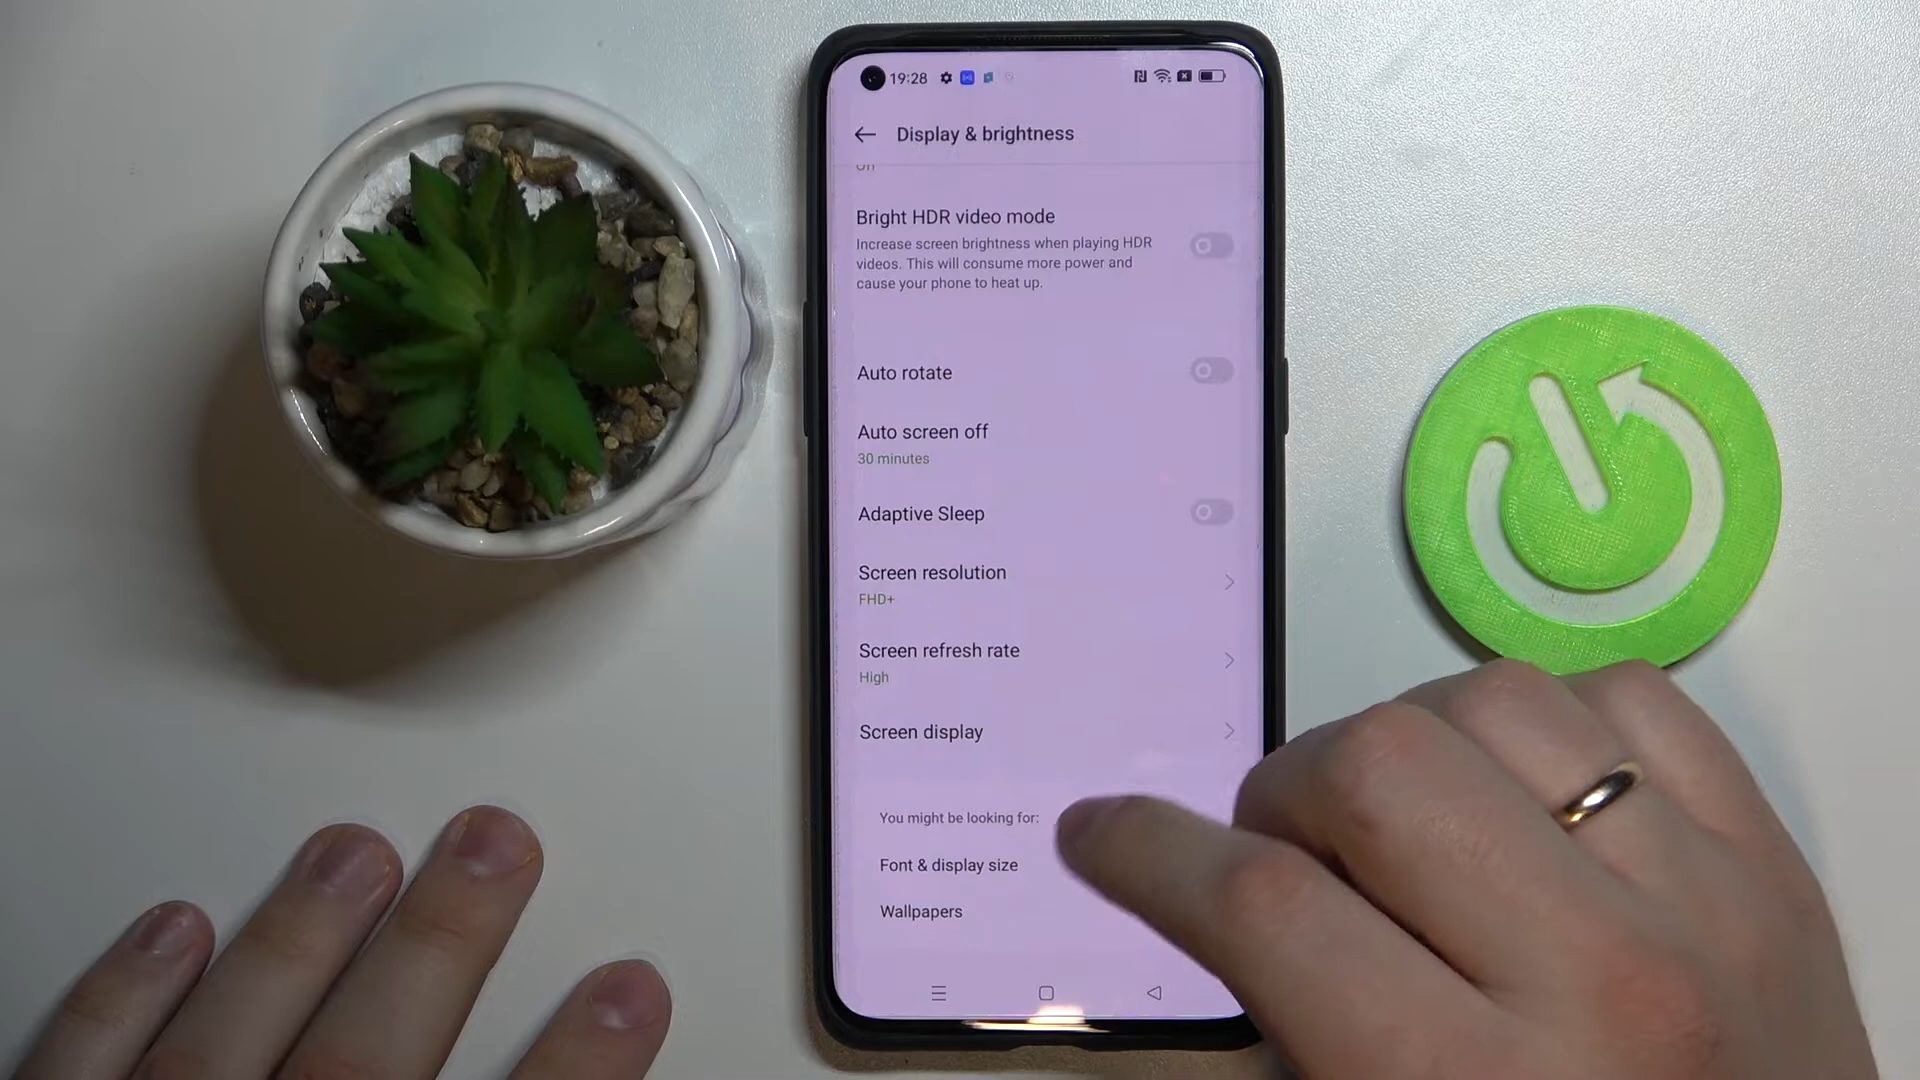 19:28
Display & brightness
Bright HDR video mode
Increase screen brightness when playing HDR
videos. This will consume more power and
cause your phone to heat up.
Auto rotate
Auto screen off
30 minutes
Adaptive Sleep
Screen resolution
FHD+
Screen refresh rate
High
Screen display
You might be looking for:
Font & display size
Wallpapers